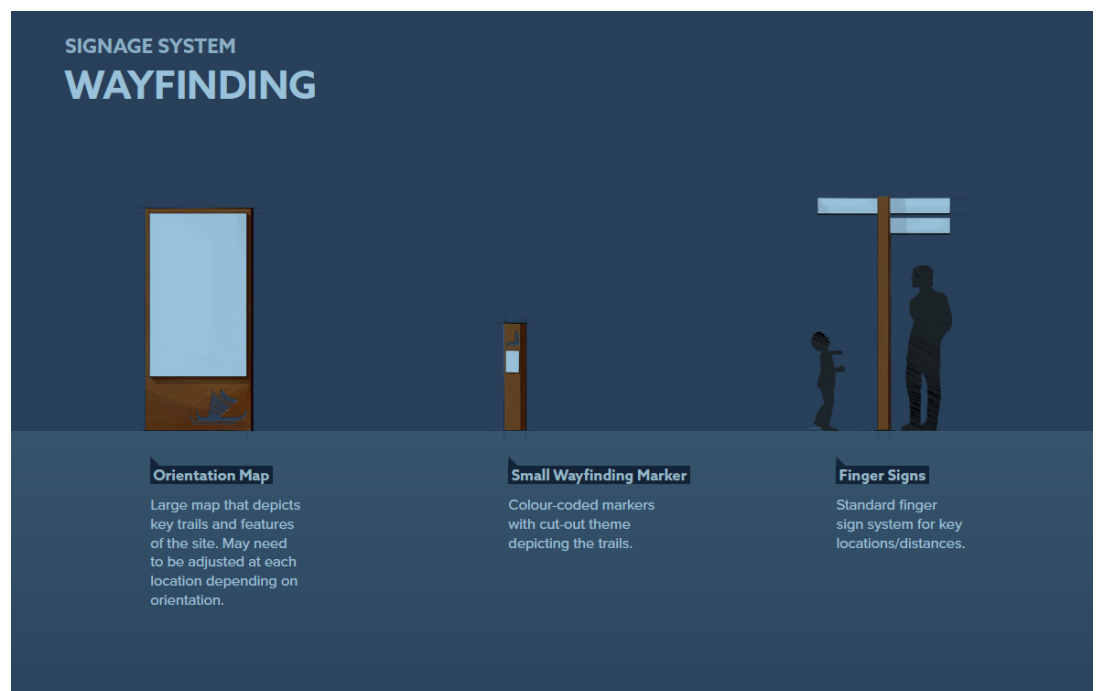 SIGNAGE SYSTEM
WAYFINDING
Orientation Map
Large map that depicts
key trails and features
of the site. May need
to be adjusted at each
location depending on
orientation.
Small Wayfinding Marker
Colour-coded markers
with cut-out theme
depicting the trails.
Finger Signs
Standard finger
sign system for key
locations/distances.